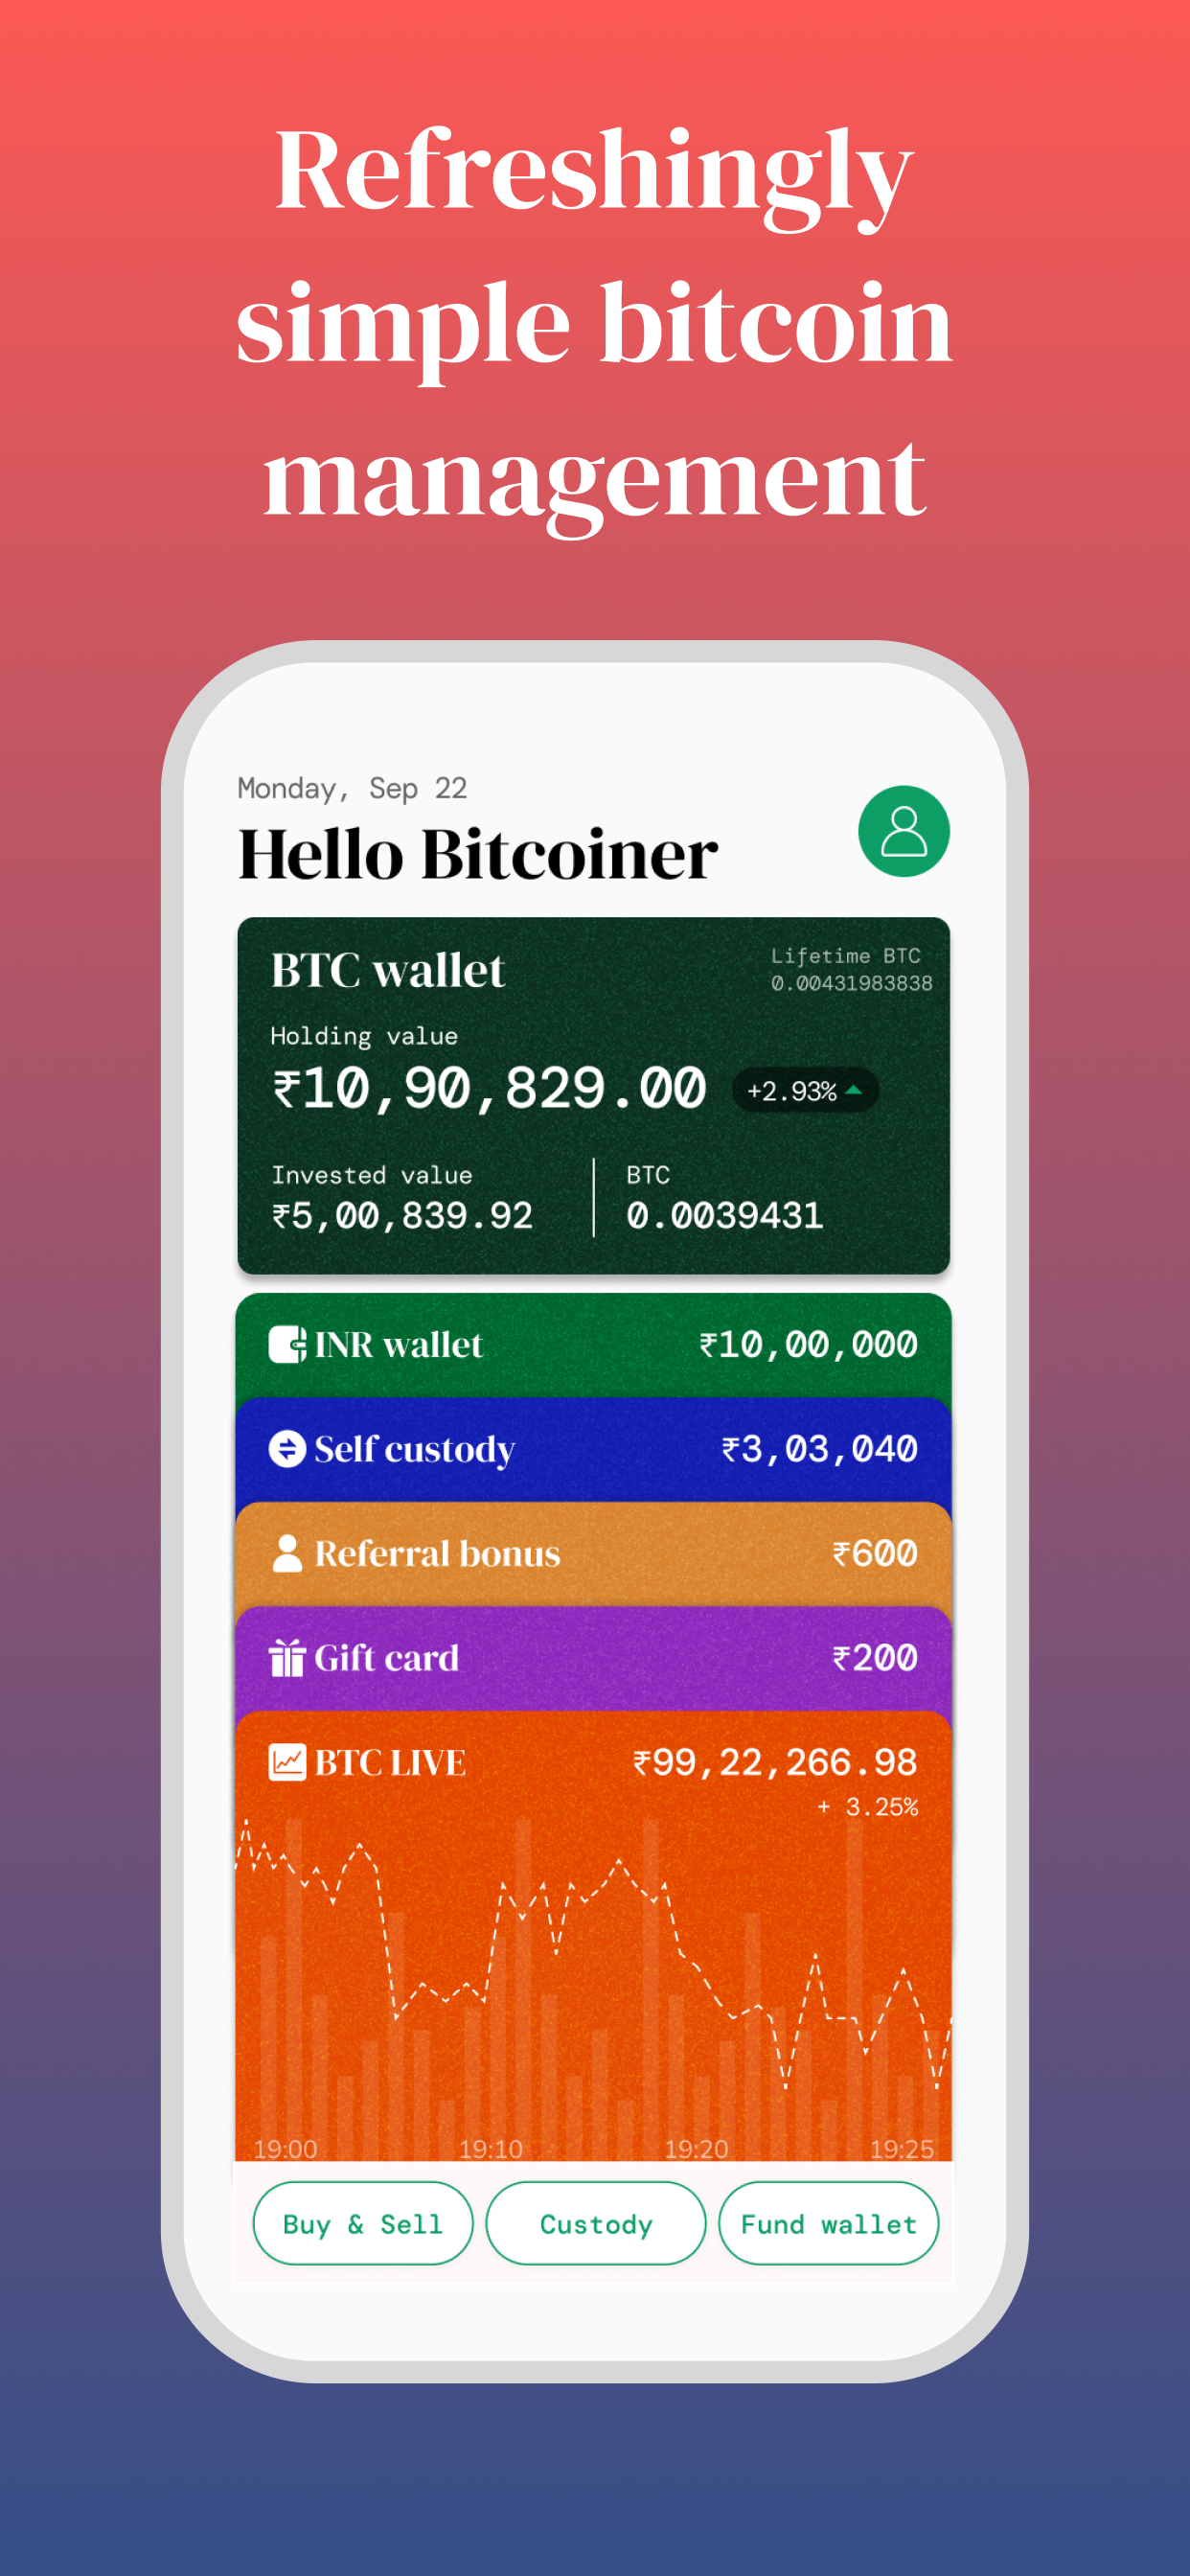 Refreshingly
simple bitcoin
management
Monday, Sep 22
Hello Bitcoiner
BTC wallet
Lifetime BTC
0.00431983838
Holding value
₹10,90,829.00
+2.93%
Invested value
₹5,00,839.92
BTC
0.0039431
INR wallet ₹10,00,000
Self custody ₹3,03,040
Referral bonus ₹600
Gift card ₹200
BTC LIVE ₹99,22,266.98
+ 3.25%
19:00 19:10 19:20 19:25
Buy & Sell Custody Fund wallet